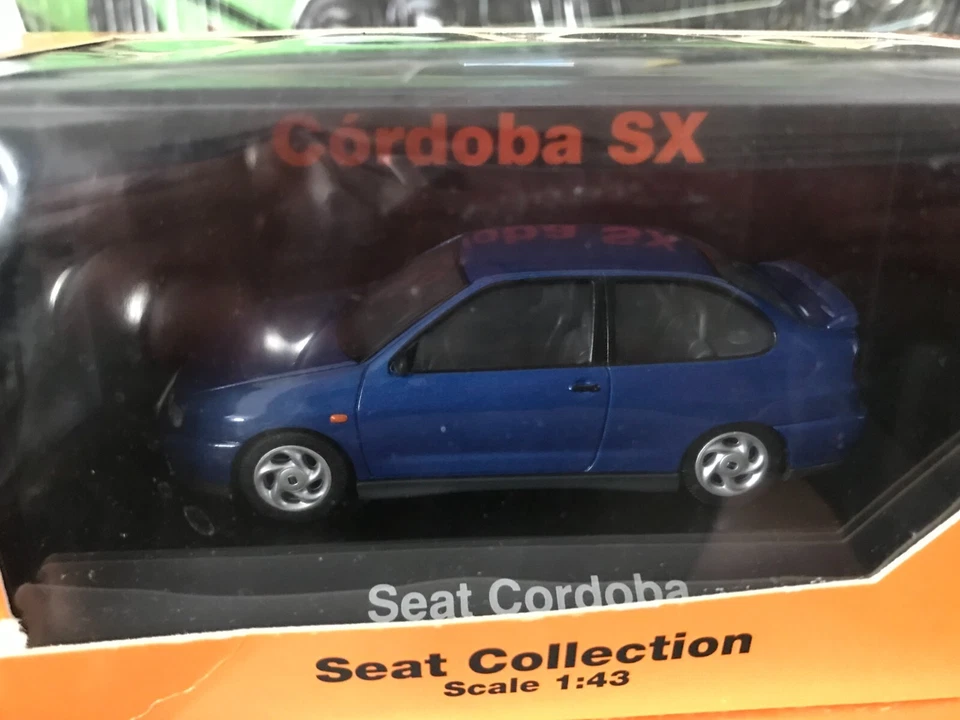 Córdoba SX
Seat Cordoba
Seat Collection
Scale 1:43